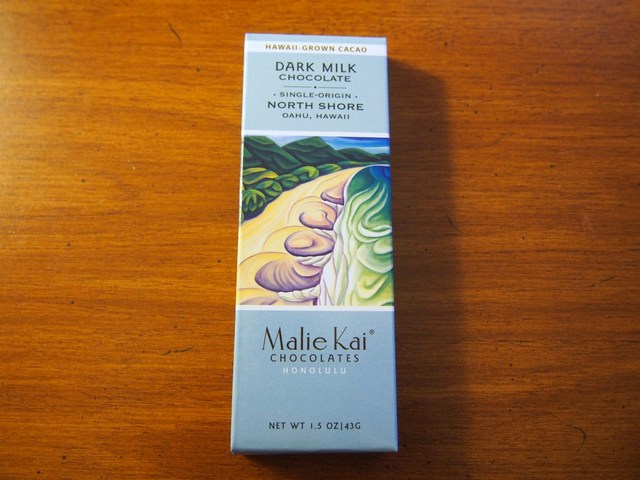 HAWAII-GROWN CACAO
DARK MILK
CHOCOLATE
· SINGLE-ORIGIN ·
NORTH SHORE
OAHU, HAWAII
Malie Kai®
CHOCOLATES
HONOLULU
NET WT 1.5 OZ|43G